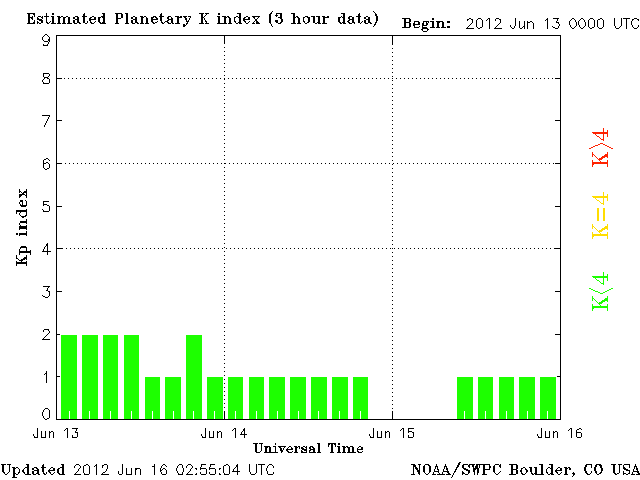 Estimated Planetary K index (3 hour data) Begin: 2012 Jun 13 0000 UTC
9
8
7
6
5
4
3
2
1
0
Kp index
K>4
K=4
K<4
Jun 13 Jun 14 Jun 15 Jun 16
Universal Time
Updated 2012 Jun 16 02:55:04 UTC NOAA/SWPC Boulder, CO USA